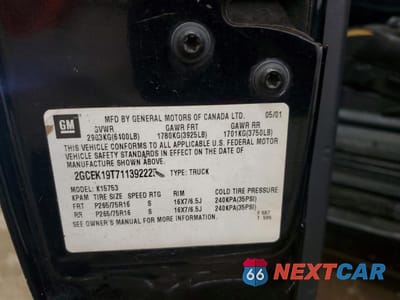 GM
MFD BY GENERAL MOTORS OF CANADA LTD. 05/01
GVWR GAWR FRT GAWR RR
2903KG(6400LB) 1780KG(3925LB) 1701KG(3750LB)
THIS VEHICLE CONFORMS TO ALL APPLICABLE U.S. FEDERAL MOTOR
VEHICLE SAFETY STANDARDS IN EFFECT ON THE DATE OF
MANUFACTURE SHOWN ABOVE.
2GCEK19T71139222 TYPE: TRUCK
MODEL: K15753
KPAM TIRE SIZE SPEED RTG RIM COLD TIRE PRESSURE
FRT P265/75R16 S 16X7/6.5J 240KPA(35PSI)
RR P265/75R16 S 16X7/6.5J 240KPA(35PSI)
SEE OWNER'S MANUAL FOR MORE INFORMATION.
66 NEXTCAR